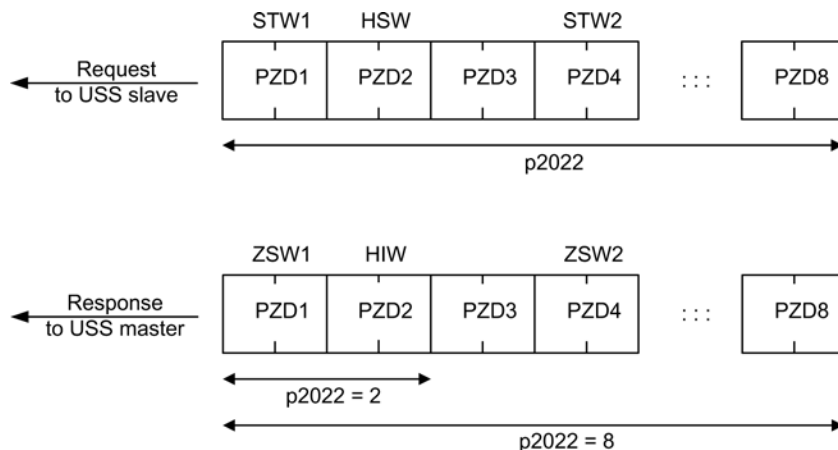 STW1 HSW STW2
Request
to USS slave
PZD1 PZD2 PZD3 PZD4 : : : PZD8
p2022
ZSW1 HIW ZSW2
Response
to USS master
PZD1 PZD2 PZD3 PZD4 : : : PZD8
p2022 = 2
p2022 = 8